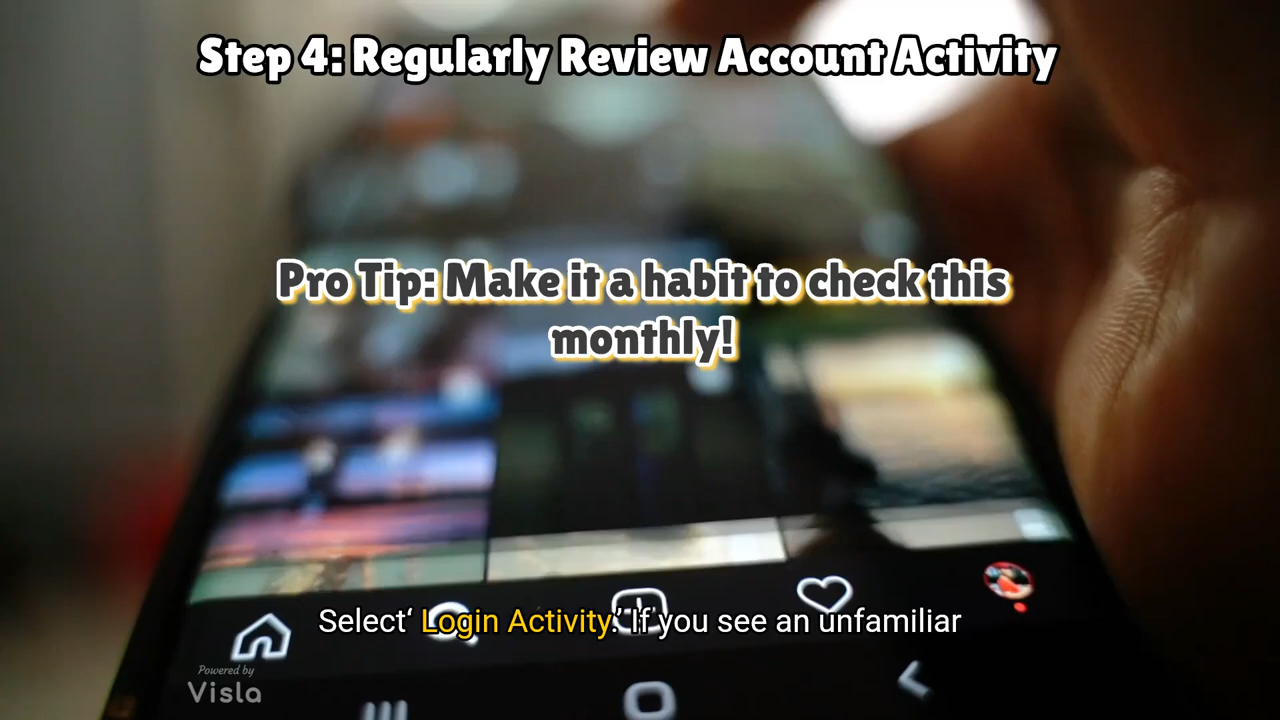 Step 4: Regularly Review Account Activity
Pro Tip: Make it a habit to check this
monthly!
Select‘ Login Activity.’ If you see an unfamiliar
Powered by
Visla